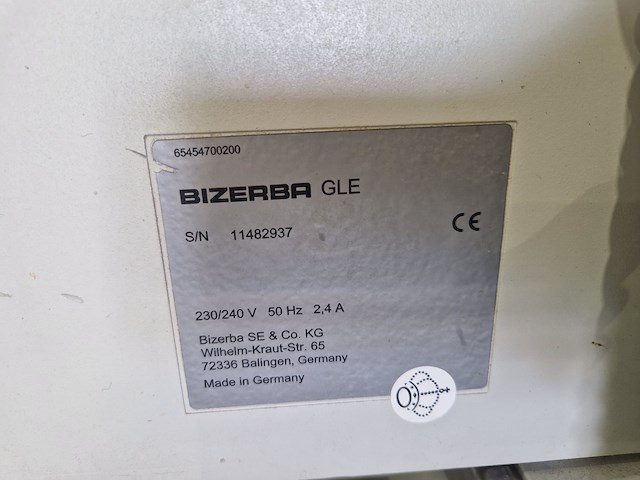 65454700200
BIZERBA GLE
CE
S/N 11482937
230/240 V 50 Hz 2,4 A
Bizerba SE & Co. KG
Wilhelm-Kraut-Str. 65
72336 Balingen, Germany
Made in Germany